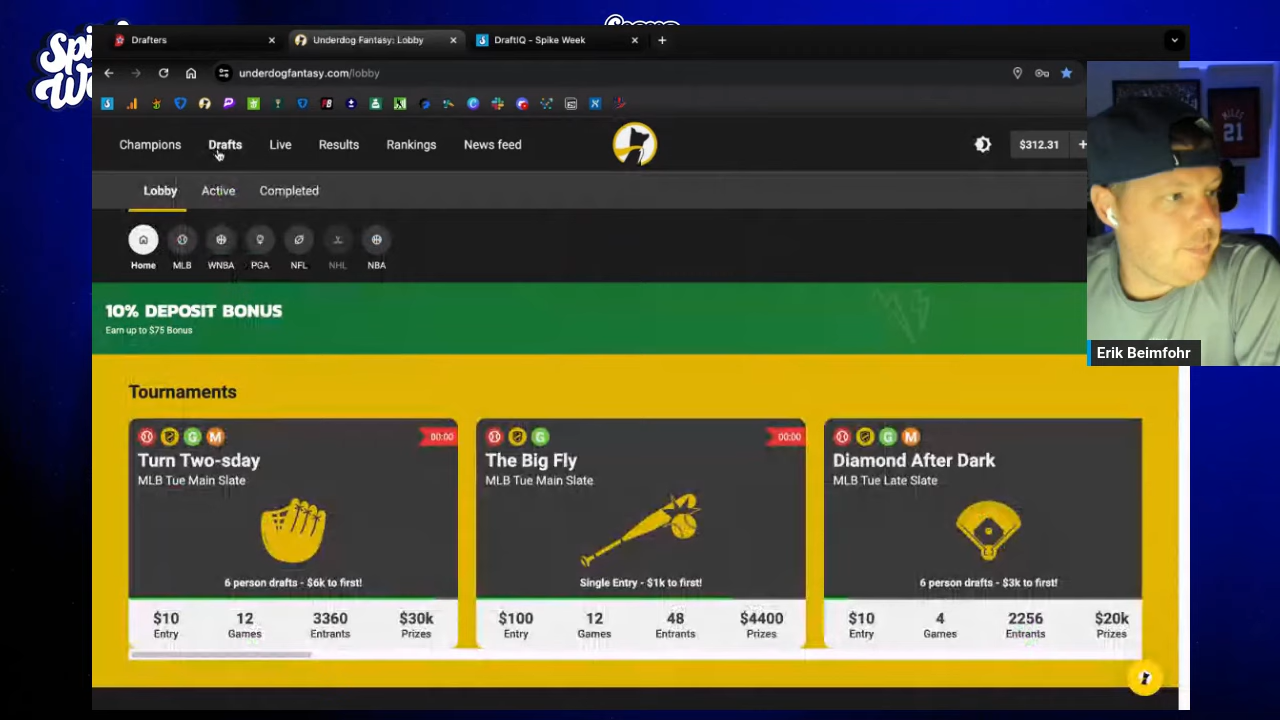 Drafters
Underdog Fantasy: Lobby
DraftIQ - Spike Week
underdogfantasy.com/lobby
Champions
Drafts
Live
Results
Rankings
News feed
$312.31
Lobby
Active
Completed
Home
MLB
WNBA
PGA
NFL
NHL
NBA
10% DEPOSIT BONUS
Earn up to $75 Bonus
MILES
21
Erik Beimfohr
Tournaments
G M
00:00
Turn Two-sday
MLB Tue Main Slate
6 person drafts - $6k to first!
$10 12 3360 $30k
Entry Games Entrants Prizes
G
00:00
The Big Fly
MLB Tue Main Slate
Single Entry - $1k to first!
$100 12 48 $4400
Entry Games Entrants Prizes
G M
Diamond After Dark
MLB Tue Late Slate
6 person drafts - $3k to first!
$10 4 2256 $20k
Entry Games Entrants Prizes